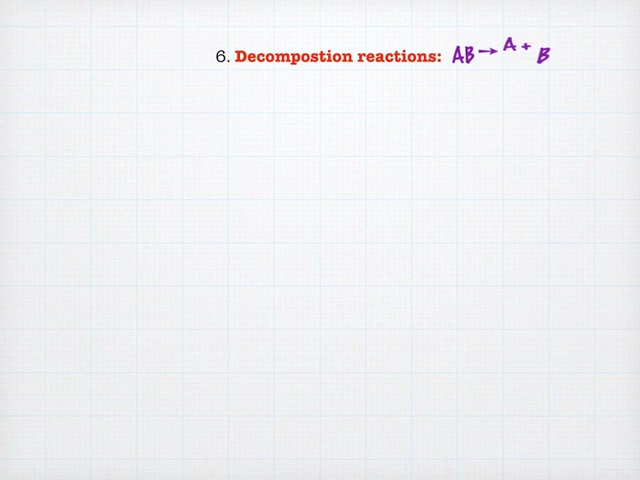 6. Decompostion reactions: AB → A + B